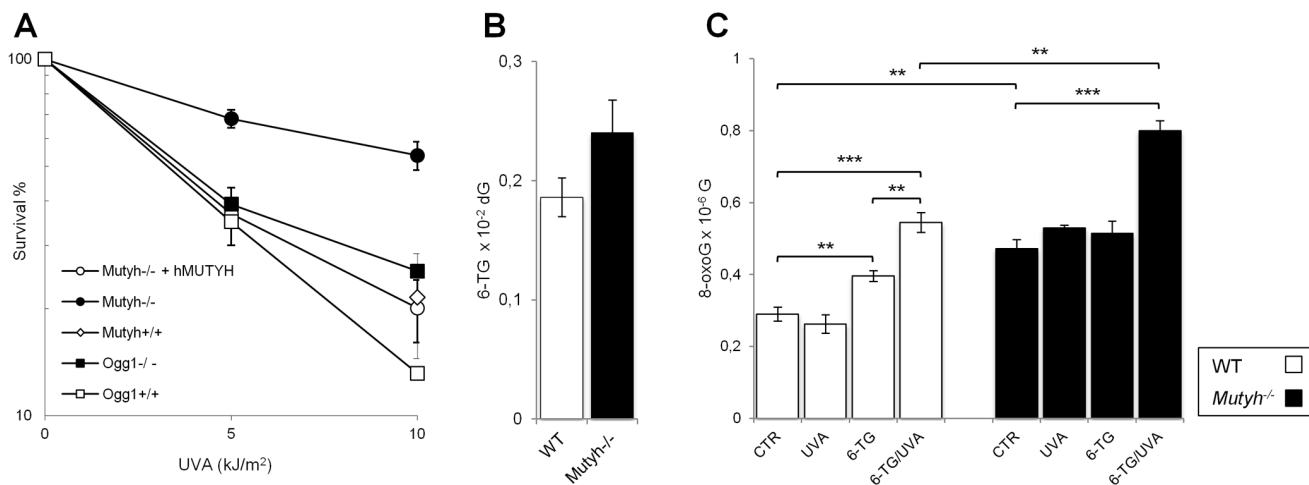 A
100
10
Survival %
Mutyh-/- + hMUTYH
Mutyh-/-
Mutyh+/+
Ogg1-/ -
Ogg1+/+
0
5
10
UVA (kJ/m²)
B
6-TG x 10⁻² dG
0,3
0,2
0,1
0
WT
Mutyh-/-
C
8-oxoG x 10⁻⁶ G
1
0,8
0,6
0,4
0,2
0
**
**
***
***
**
**
CTR
UVA
6-TG
6-TG/UVA
CTR
UVA
6-TG
6-TG/UVA
WT
Mutyh⁻/⁻